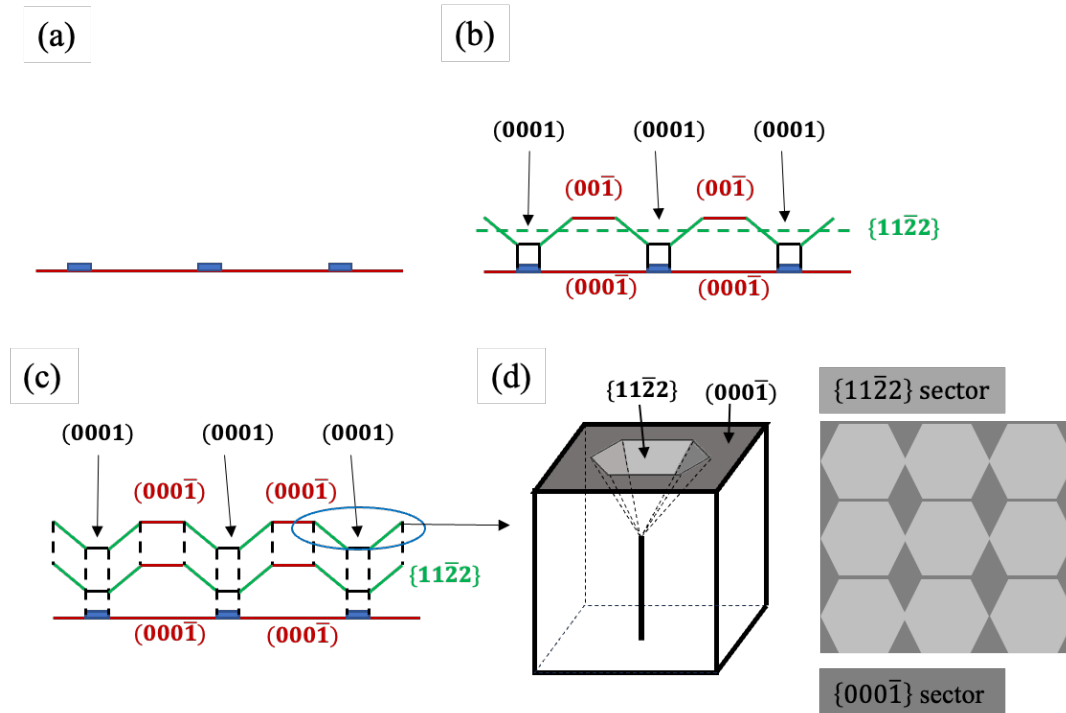 (a)
(b)
(0001) (0001) (0001)
(001̅) (001̅)
{112̅2}
(0001̅) (0001̅)
(c)
(0001) (0001) (0001)
(0001̅) (0001̅)
{112̅2}
(0001̅) (0001̅)
(d)
{112̅2} (0001̅)
{112̅2} sector
{0001̅} sector